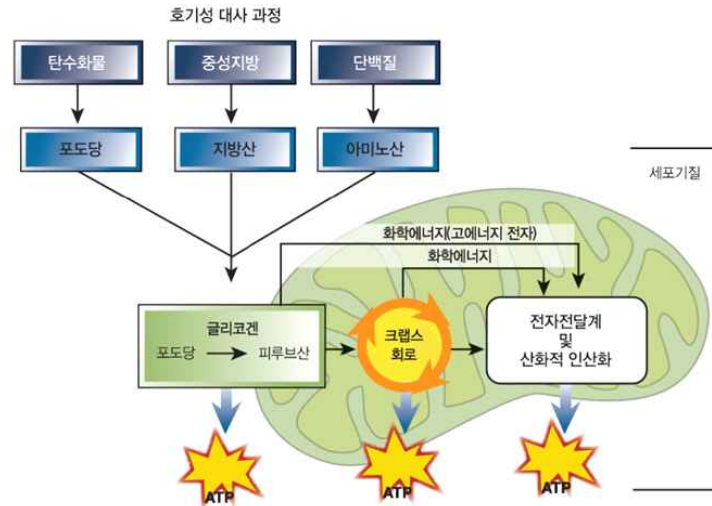 호기성 대사 과정
탄수화물
중성지방
단백질
포도당
지방산
아미노산
세포기질
화학에너지(고에너지 전자)
화학에너지
글리코겐
포도당
피루브산
크랩스
회로
전자전달계
및
산화적 인산화
ATP
ATP
ATP